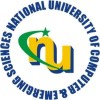 NATIONAL UNIVERSITY OF COMPUTER & EMERGING SCIENCES
nu